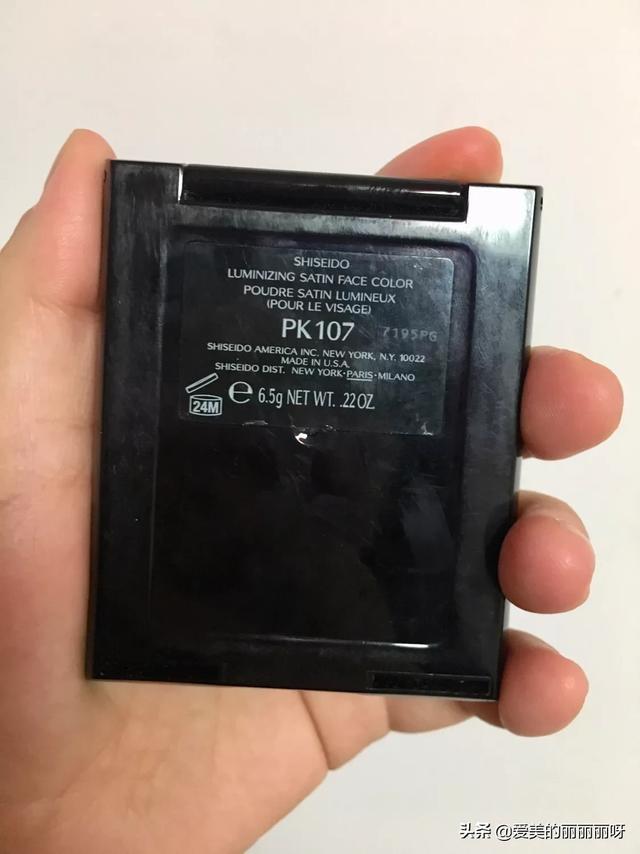 SHISEIDO
LUMINIZING SATIN FACE COLOR
POUDRE SATIN LUMINEUX
(POUR LE VISAGE)
PK107 7195PG
SHISEIDO AMERICA INC. NEW YORK, N.Y. 10022
MADE IN U.S.A.
SHISEIDO DIST. NEW YORK·PARIS·MILANO
24M ℮ 6.5g NET WT. .22OZ.
头条 @爱美的丽丽丽呀